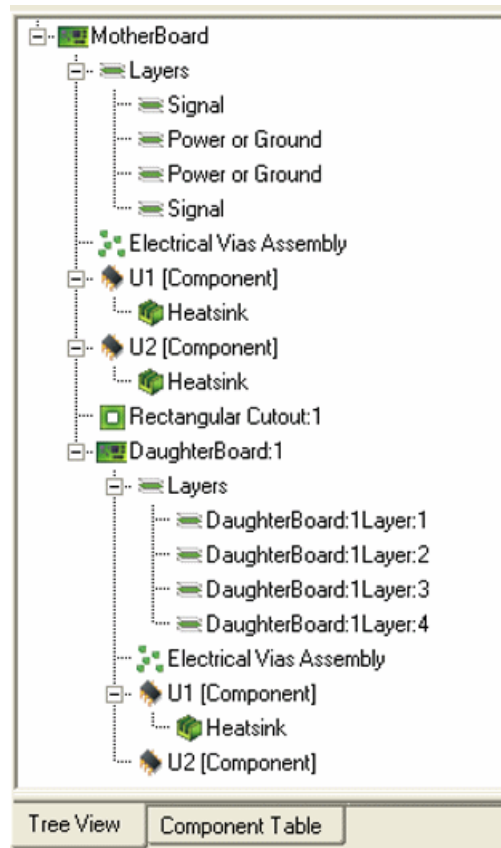 MotherBoard
Layers
Signal
Power or Ground
Power or Ground
Signal
Electrical Vias Assembly
U1 [Component]
Heatsink
U2 [Component]
Heatsink
Rectangular Cutout:1
DaughterBoard:1
Layers
DaughterBoard:1Layer:1
DaughterBoard:1Layer:2
DaughterBoard:1Layer:3
DaughterBoard:1Layer:4
Electrical Vias Assembly
U1 [Component]
Heatsink
U2 [Component]
Tree View Component Table